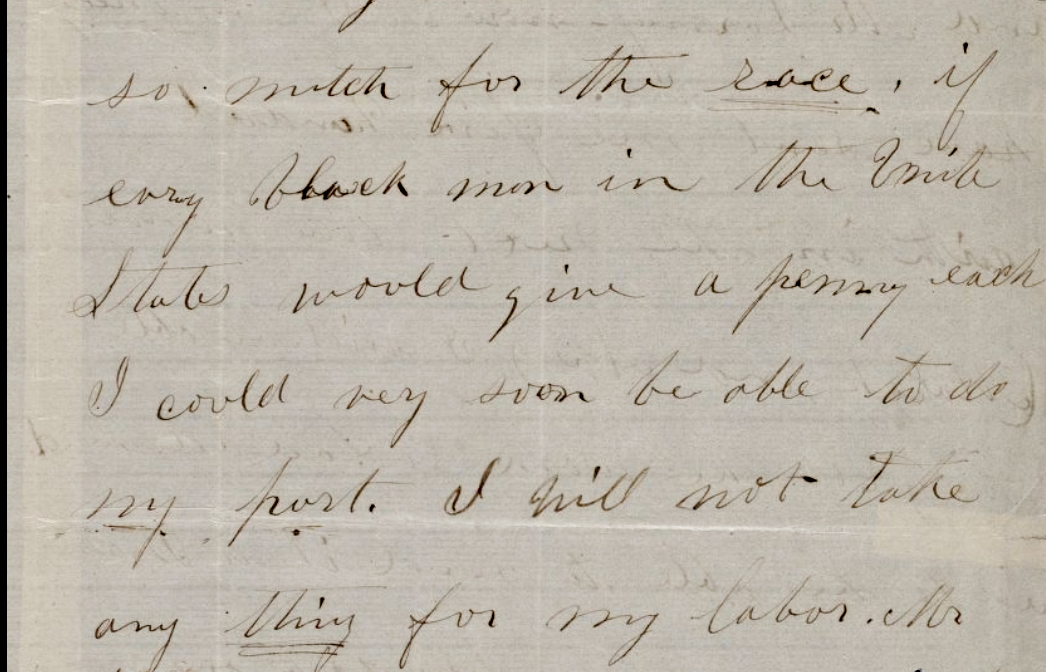 so mutch for the race, if
evry black man in the Unite
States would give a penny each
I could very soon be able to do
my part. I will not take
any thing for my labor. Mr